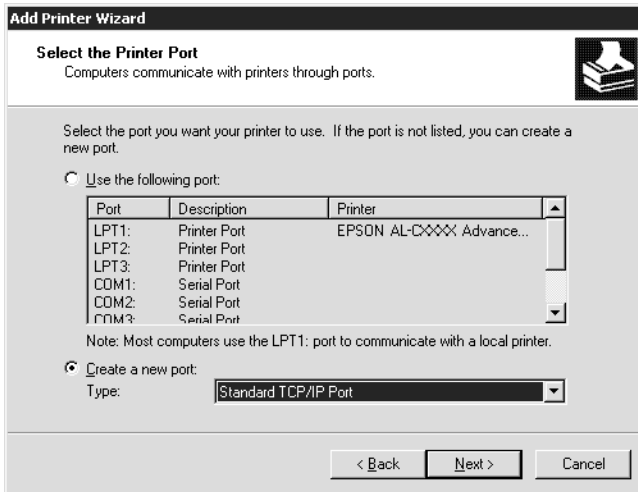 Add Printer Wizard
Select the Printer Port
Computers communicate with printers through ports.
Select the port you want your printer to use. If the port is not listed, you can create a
new port.
Use the following port:
Port Description Printer
LPT1: Printer Port EPSON AL-CXXXX Advance...
LPT2: Printer Port
LPT3: Printer Port
COM1: Serial Port
COM2: Serial Port
COM3: Serial Port
Note: Most computers use the LPT1: port to communicate with a local printer.
Create a new port:
Type: Standard TCP/IP Port
< Back Next > Cancel